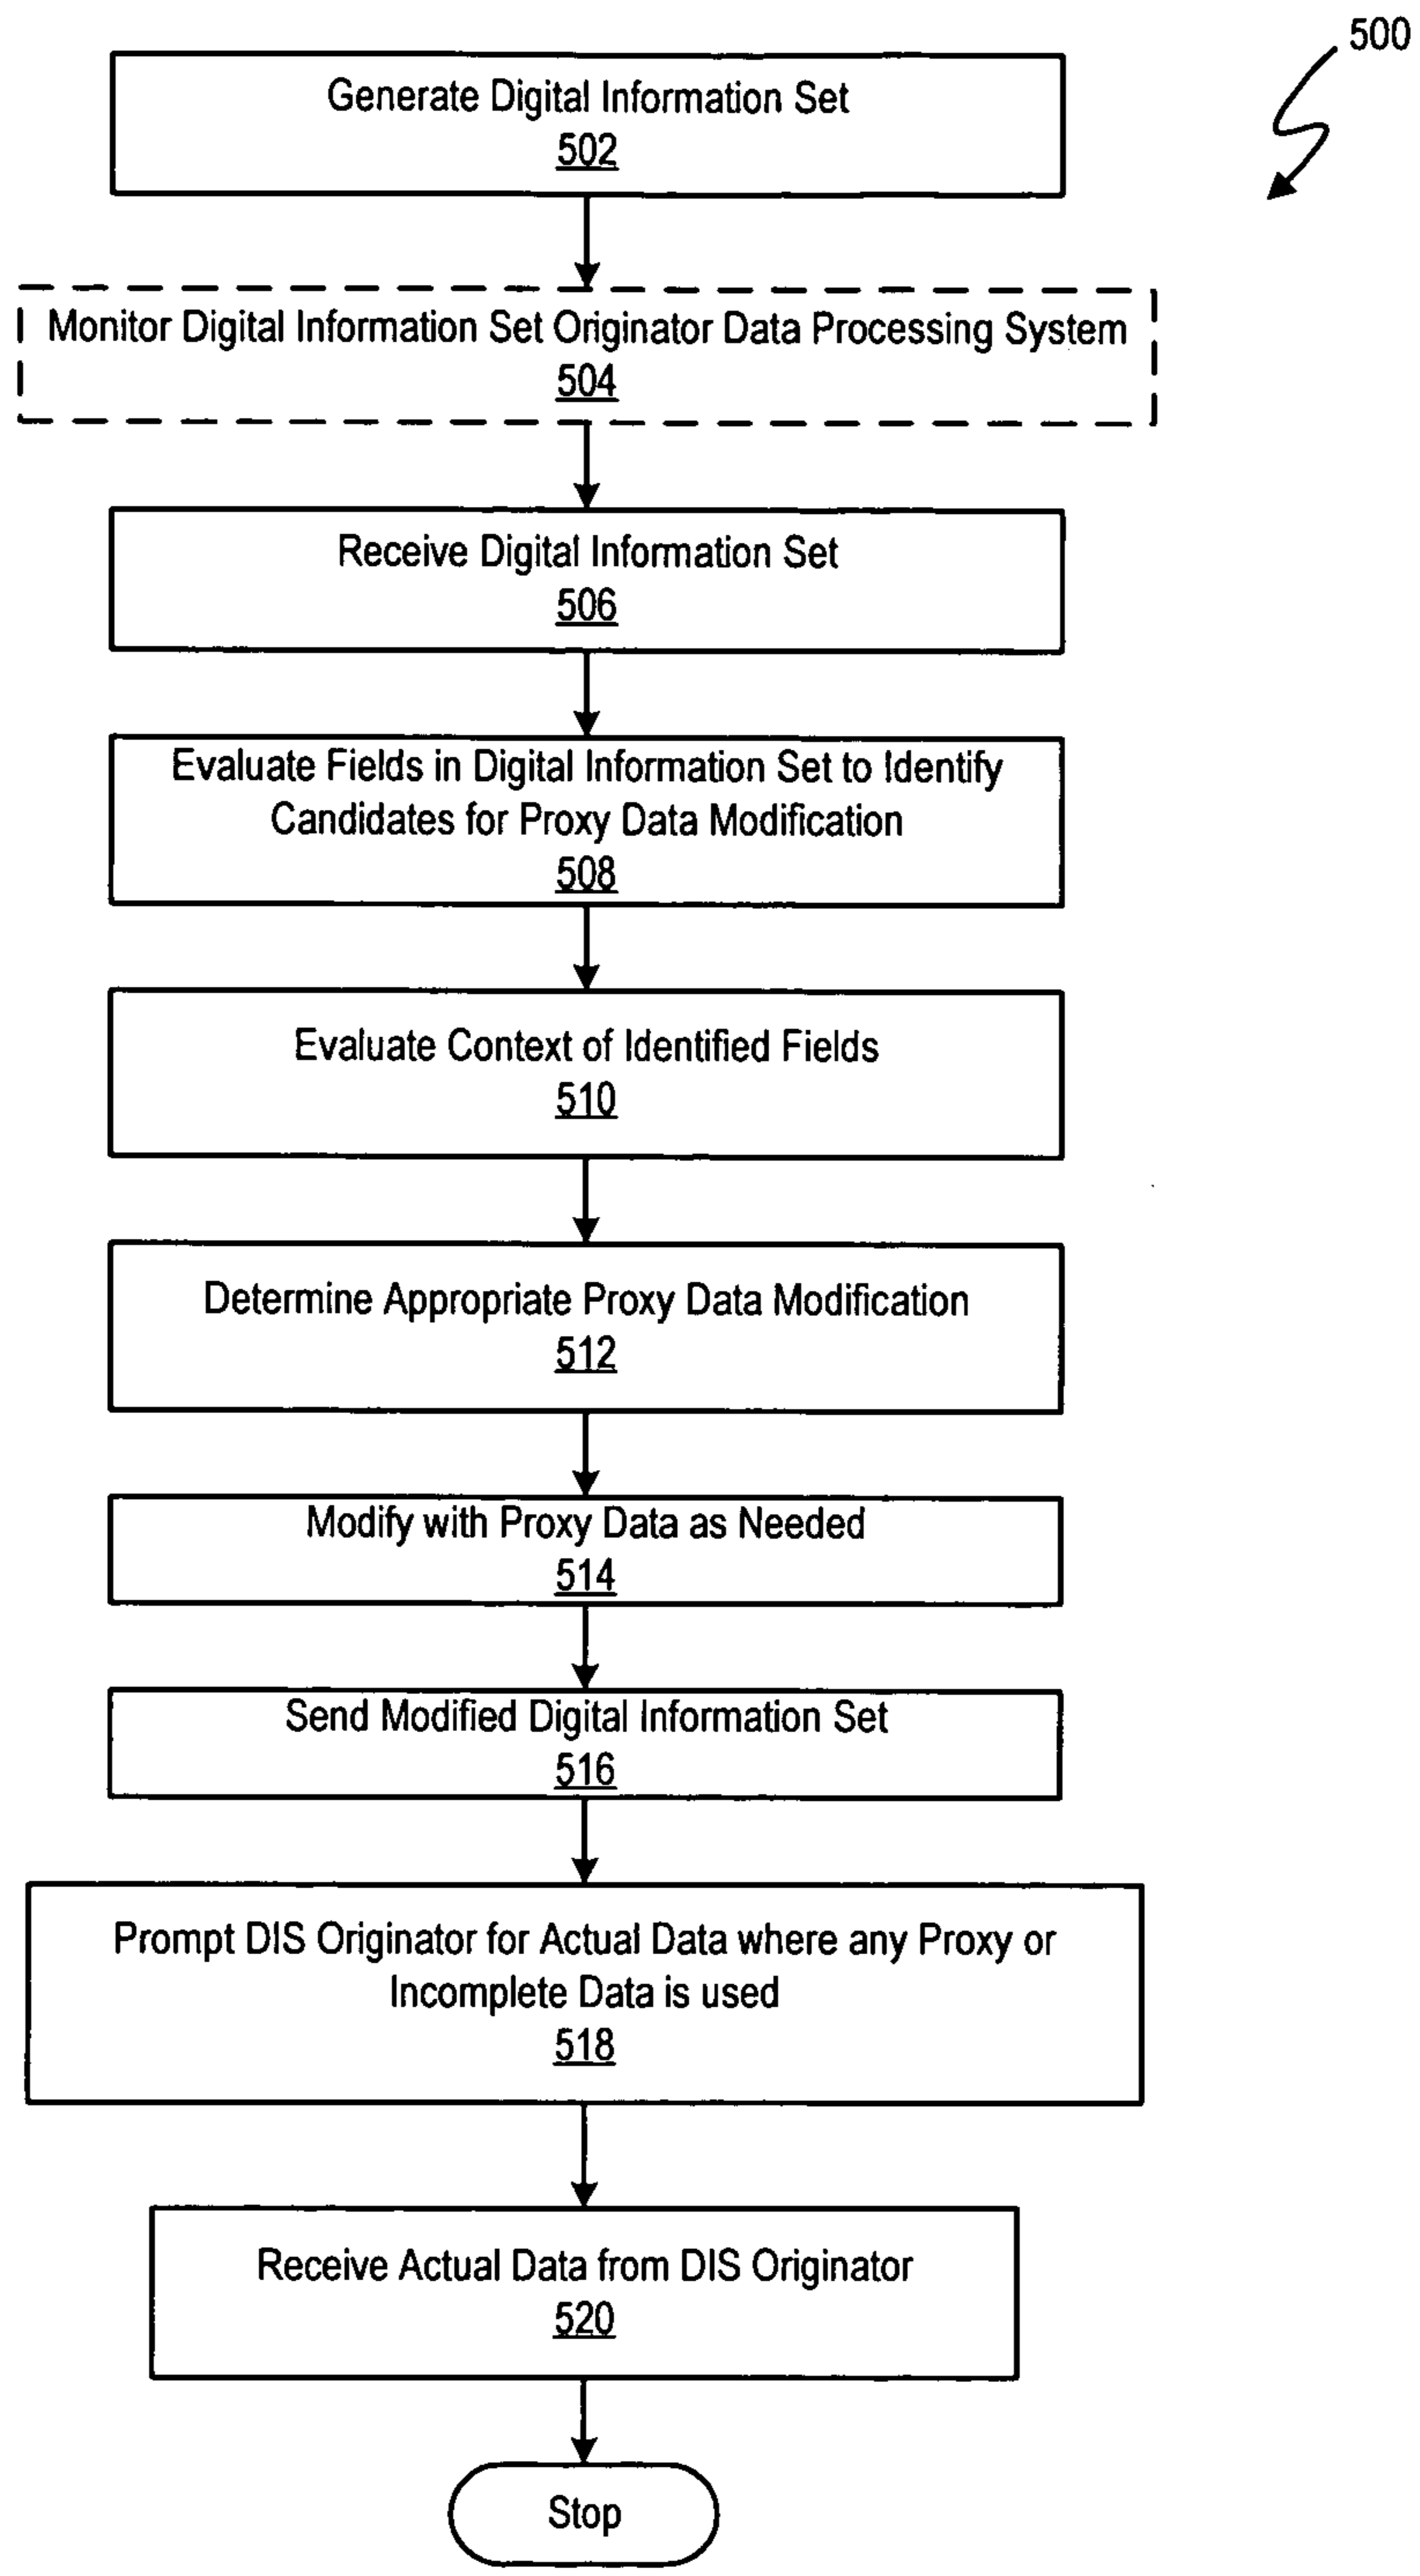 500
Generate Digital Information Set
502
Monitor Digital Information Set Originator Data Processing System
504
Receive Digital Information Set
506
Evaluate Fields in Digital Information Set to Identify
Candidates for Proxy Data Modification
508
Evaluate Context of Identified Fields
510
Determine Appropriate Proxy Data Modification
512
Modify with Proxy Data as Needed
514
Send Modified Digital Information Set
516
Prompt DIS Originator for Actual Data where any Proxy or
Incomplete Data is used
518
Receive Actual Data from DIS Originator
520
Stop